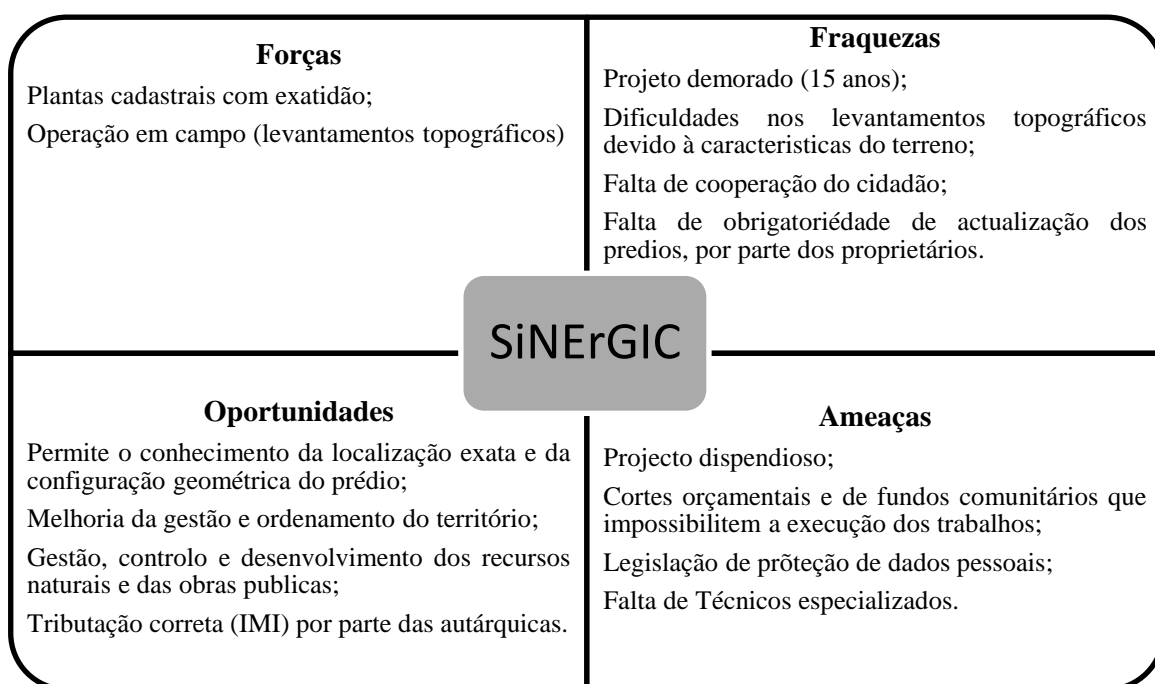 Forças
Plantas cadastrais com exatidão;
Operação em campo (levantamentos topográficos)
Fraquezas
Projeto demorado (15 anos);
Dificuldades nos levantamentos topográficos
devido à caracteristicas do terreno;
Falta de cooperação do cidadão;
Falta de obrigatoriédade de actualização dos
predios, por parte dos proprietários.
SiNErGIC
Oportunidades
Permite o conhecimento da localização exata e da
configuração geométrica do prédio;
Melhoria da gestão e ordenamento do território;
Gestão, controlo e desenvolvimento dos recursos
naturais e das obras publicas;
Tributação correta (IMI) por parte das autárquicas.
Ameaças
Projecto dispendioso;
Cortes orçamentais e de fundos comunitários que
impossibilitem a execução dos trabalhos;
Legislação de prõteção de dados pessoais;
Falta de Técnicos especializados.